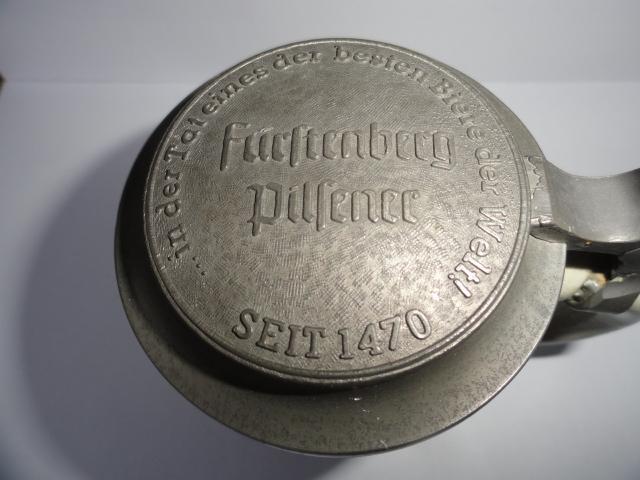 ... in der Tat eines der besten Biere der Welt!
Fürstenberg
Pilsener
SEIT 1470